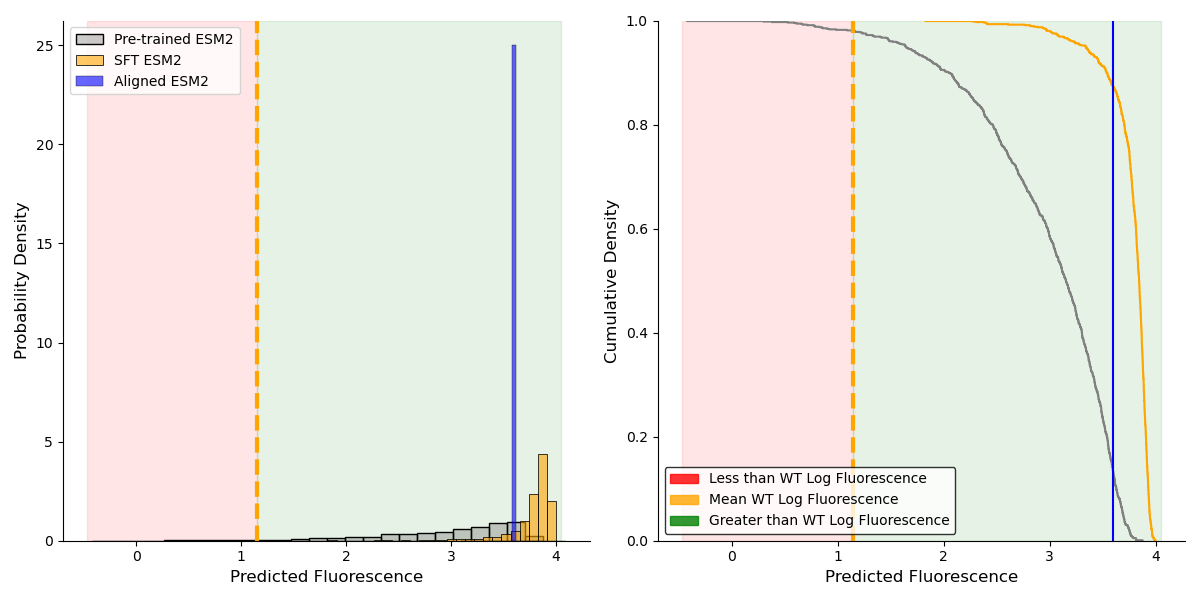 Pre-trained ESM2
SFT ESM2
Aligned ESM2
Probability Density
25
20
15
10
5
0
0
1
2
3
4
Predicted Fluorescence
Cumulative Density
1.0
0.8
0.6
0.4
0.2
0.0
Less than WT Log Fluorescence
Mean WT Log Fluorescence
Greater than WT Log Fluorescence
0
1
2
3
4
Predicted Fluorescence